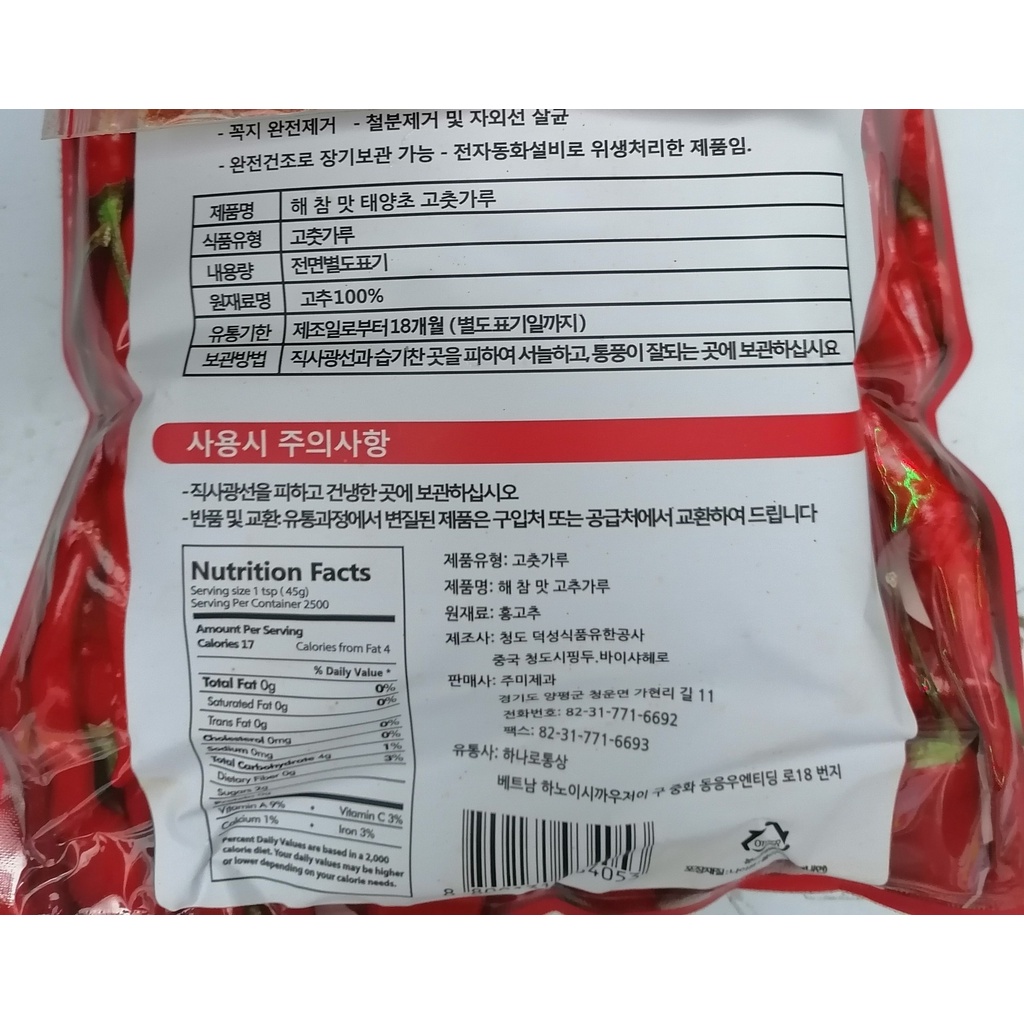 - 꼭지 완전제거 - 철분제거 및 자외선 살균
- 완전건조로 장기보관 가능 - 전자동화설비로 위생처리한 제품임.
제품명 해 참 맛 태양초 고춧가루
식품유형 고춧가루
내용량 전면별도표기
원재료명 고추100%
유통기한 제조일로부터18개월 (별도표기일까지)
보관방법 직사광선과 습기찬 곳을 피하여 서늘하고, 통풍이 잘되는 곳에 보관하십시요
사용시 주의사항
-직사광선을 피하고 건냉한 곳에 보관하십시오
-반품 및 교환: 유통과정에서 변질된 제품은 구입처 또는 공급처에서 교환하여 드립니다
Nutrition Facts
Serving size 1 tsp ( 45g)
Serving Per Container 2500
Amount Per Serving
Calories 17 Calories from Fat 4
% Daily Value *
Total Fat 0g 0%
Saturated Fat 0g 0%
Trans Fat 0g
Cholesterol 0mg 0%
Sodium 0mg 0%
Total Carbohydrate 4g 1%
Dietary Fiber 0g 3%
Sugars 2g
Vitamin A 9% • Vitamin C 3%
Calcium 1% • Iron 3%
Percent Daily Values are based in a 2,000
calorie diet. Your daily values may be higher
or lower depending on your calorie needs.
제품유형: 고춧가루
제품명: 해 참 맛 고추가루
원재료: 홍고추
제조사: 청도 덕성식품유한공사
중국 청도시핑두.바이샤헤로
판매사: 주미제과
경기도 양평군 청운면 가현리 길 11
전화번호: 82-31-771-6692
팩스: 82-31-771-6693
유통사: 하나로통상
베트남 하노이시까우저이 구 중화 동응우엔티딩 로18 번지
포장재질: